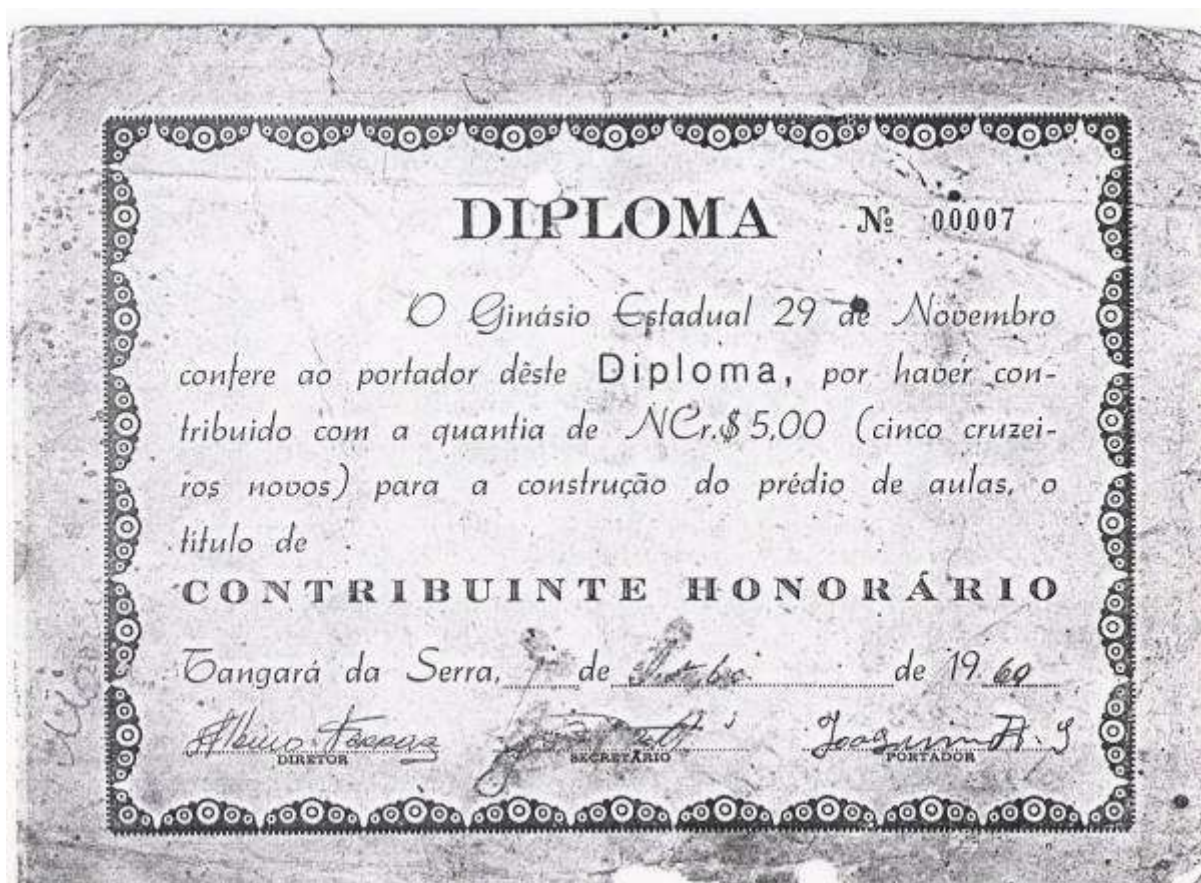 DIPLOMA Nº 00007
O Ginásio Estadual 29 de Novembro
confere ao portador dêste Diploma, por haver con-
tribuido com a quantia de NCr.$ 5,00 (cinco cruzei-
ros novos) para a construção do prédio de aulas, o
titulo de
CONTRIBUINTE HONORÁRIO
Tangará da Serra, de de 19 69
DIRETOR SECRETÁRIO PORTADOR